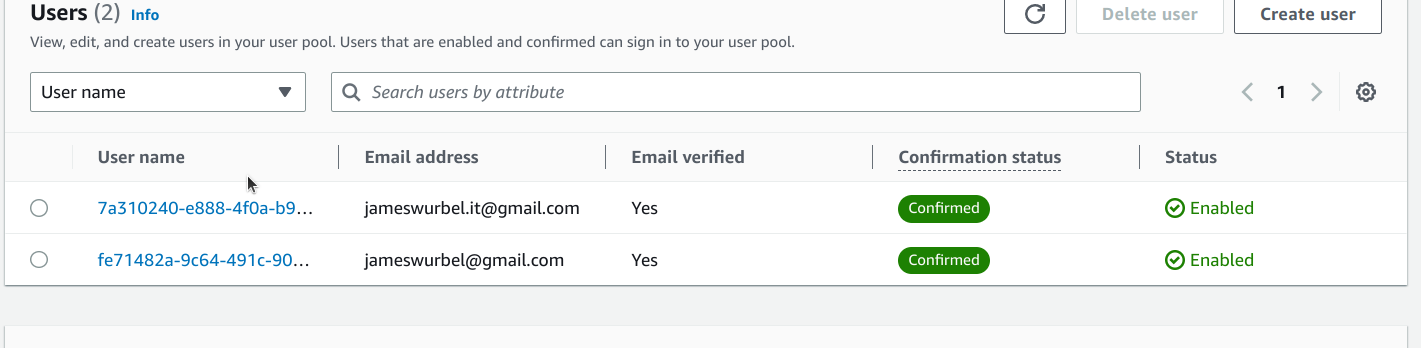 Users (2) Info
Delete user
Create user
View, edit, and create users in your user pool. Users that are enabled and confirmed can sign in to your user pool.
User name
Search users by attribute
1
User name Email address Email verified Confirmation status Status
7a310240-e888-4f0a-b9... jameswurbel.it@gmail.com Yes Confirmed Enabled
fe71482a-9c64-491c-90... jameswurbel@gmail.com Yes Confirmed Enabled